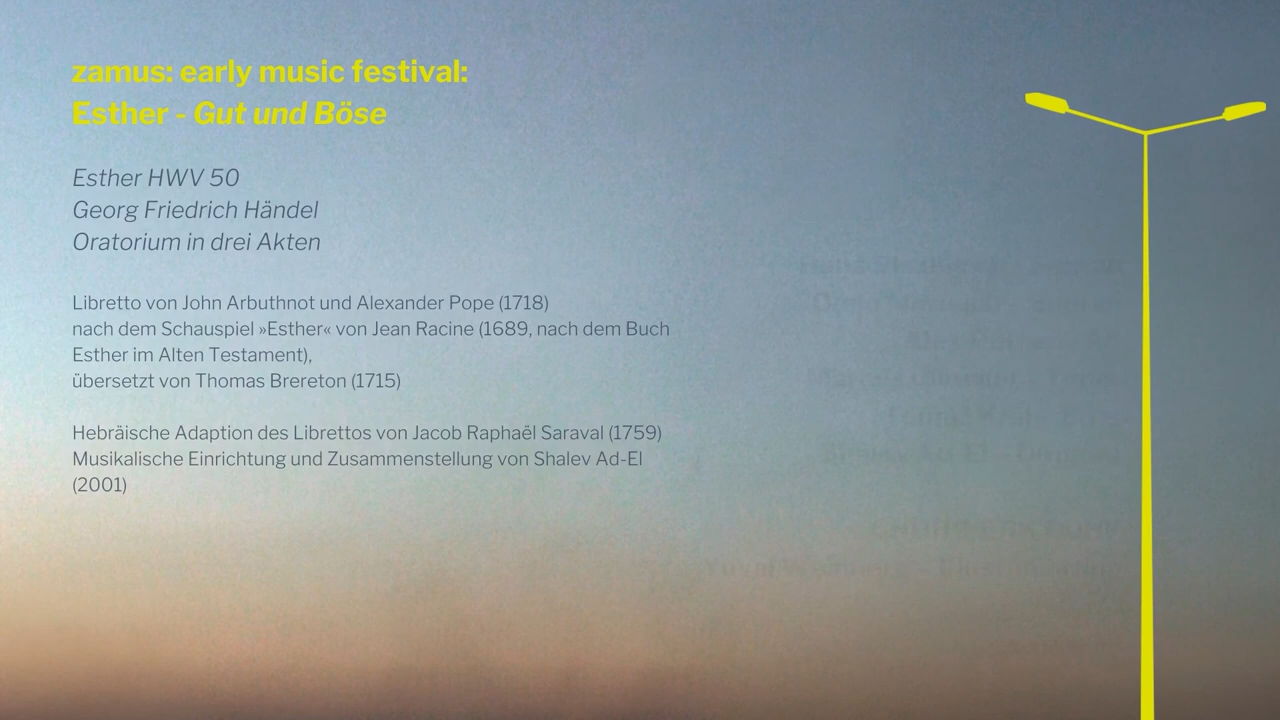 zamus: early music festival:
Esther - Gut und Böse
Esther HWV 50
Georg Friedrich Händel
Oratorium in drei Akten
Libretto von John Arbuthnot und Alexander Pope (1718)
nach dem Schauspiel »Esther« von Jean Racine (1689, nach dem Buch
Esther im Alten Testament),
übersetzt von Thomas Brereton (1715)
Hebräische Adaption des Librettos von Jacob Raphaël Saraval (1759)
Musikalische Einrichtung und Zusammenstellung von Shalev Ad-El
(2001)